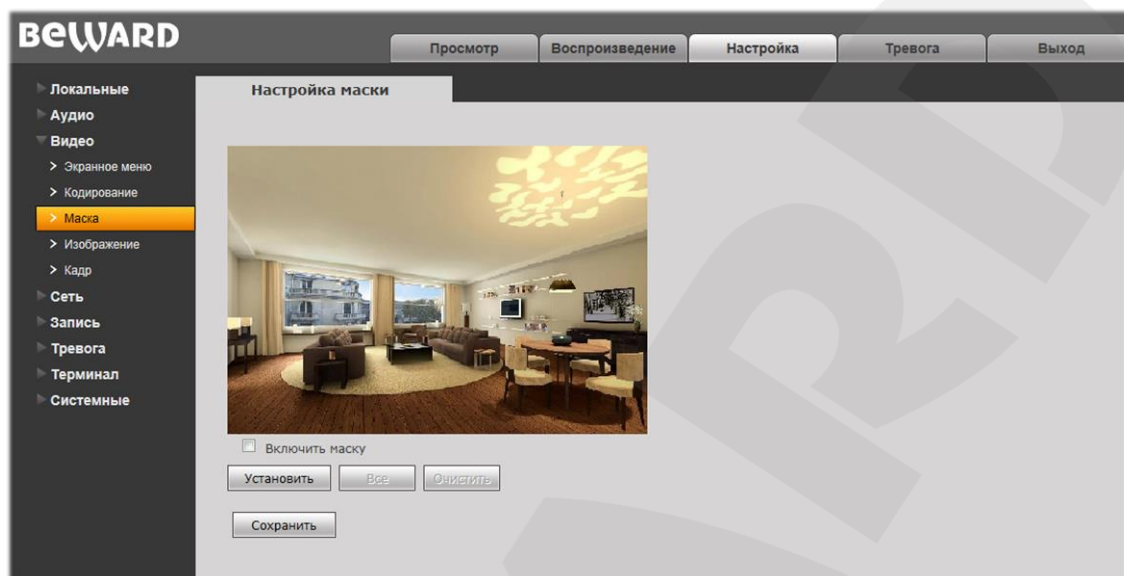 BEWARD
Просмотр
Воспроизведение
Настройка
Тревога
Выход
Локальные
Аудио
Видео
> Экранное меню
> Кодирование
> Маска
> Изображение
> Кадр
Сеть
Запись
Тревога
Терминал
Системные
Настройка маски
Включить маску
Установить
Все
Очистить
Сохранить